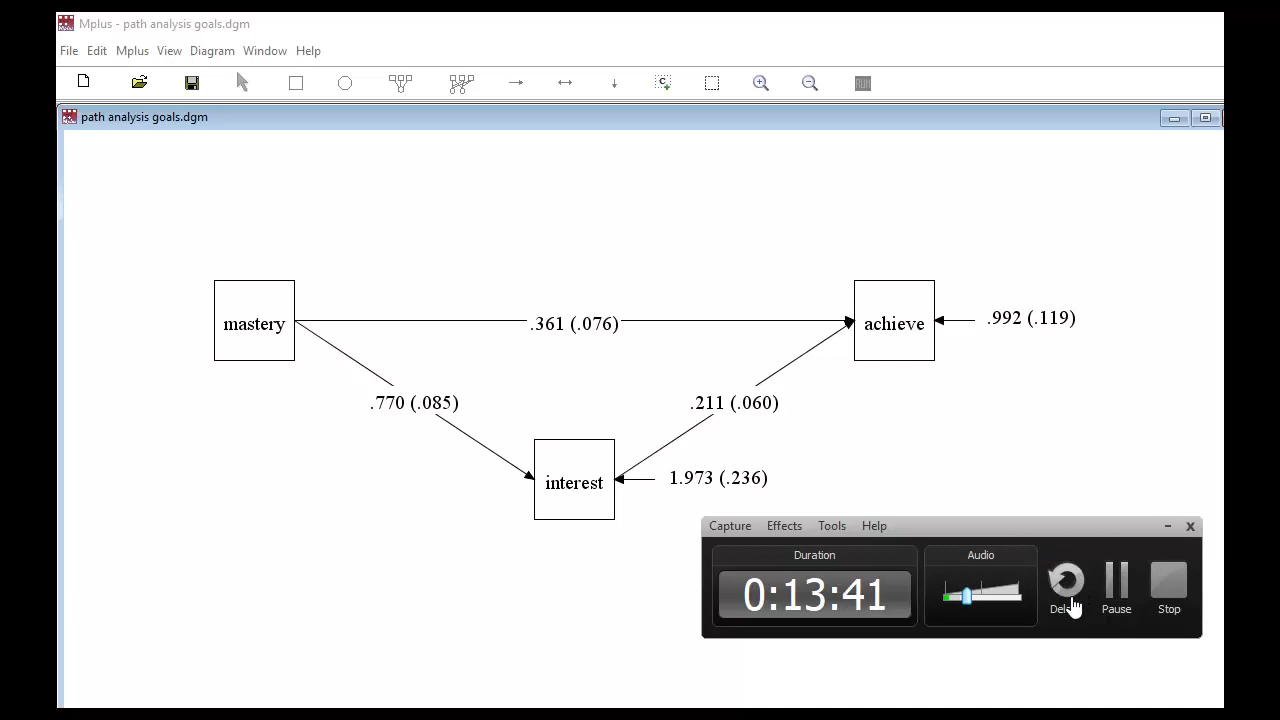 Mplus - path analysis goals.dgm
File Edit Mplus View Diagram Window Help
C
RUN
path analysis goals.dgm
mastery
.361 (.076)
achieve
.992 (.119)
.770 (.085)
.211 (.060)
interest
1.973 (.236)
Capture Effects Tools Help
Duration
Audio
0:13:41
Pause
Stop